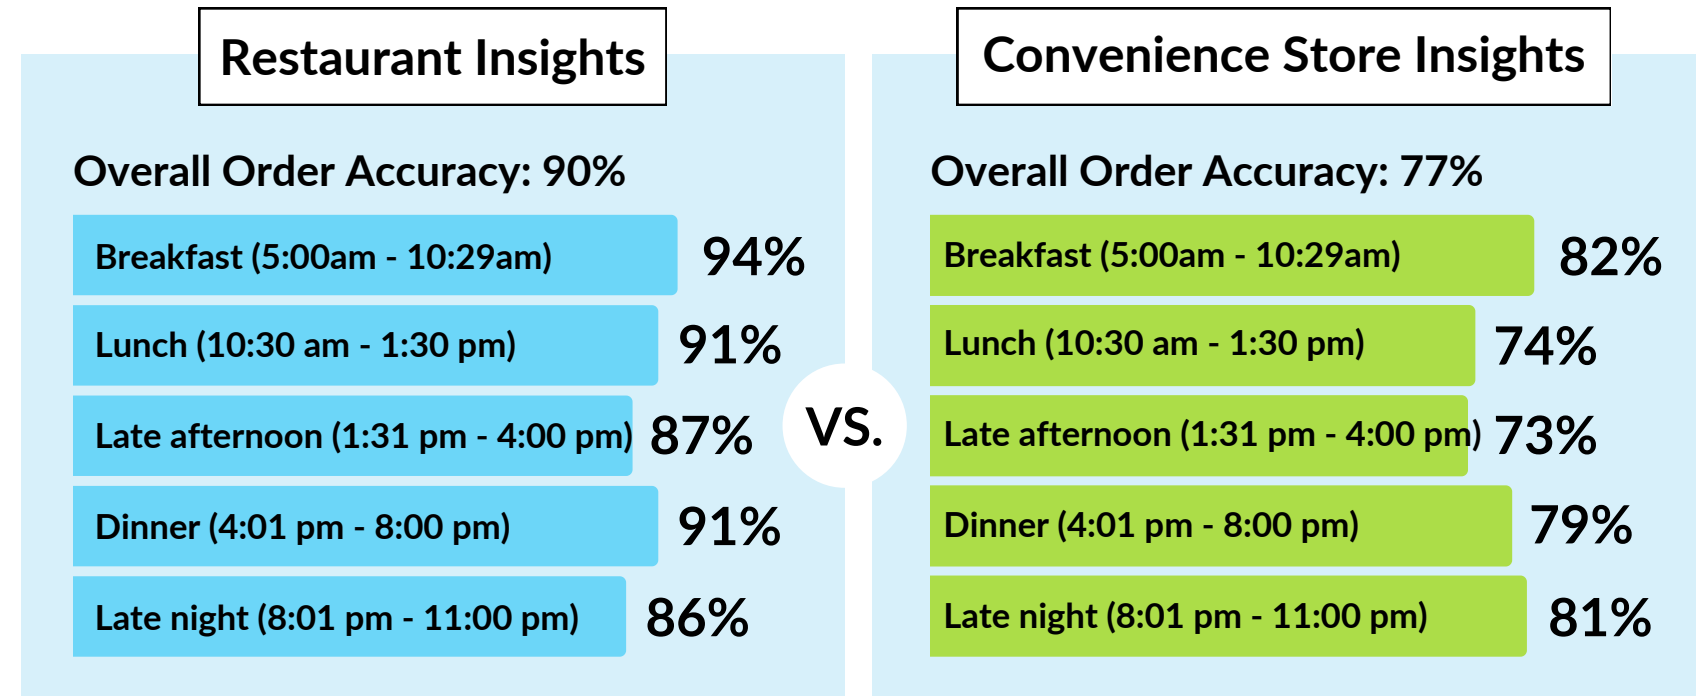 Restaurant Insights
Overall Order Accuracy: 90%
Breakfast (5:00am - 10:29am) 94%
Lunch (10:30 am - 1:30 pm) 91%
Late afternoon (1:31 pm - 4:00 pm) 87%
Dinner (4:01 pm - 8:00 pm) 91%
Late night (8:01 pm - 11:00 pm) 86%
VS.
Convenience Store Insights
Overall Order Accuracy: 77%
Breakfast (5:00am - 10:29am) 82%
Lunch (10:30 am - 1:30 pm) 74%
Late afternoon (1:31 pm - 4:00 pm) 73%
Dinner (4:01 pm - 8:00 pm) 79%
Late night (8:01 pm - 11:00 pm) 81%